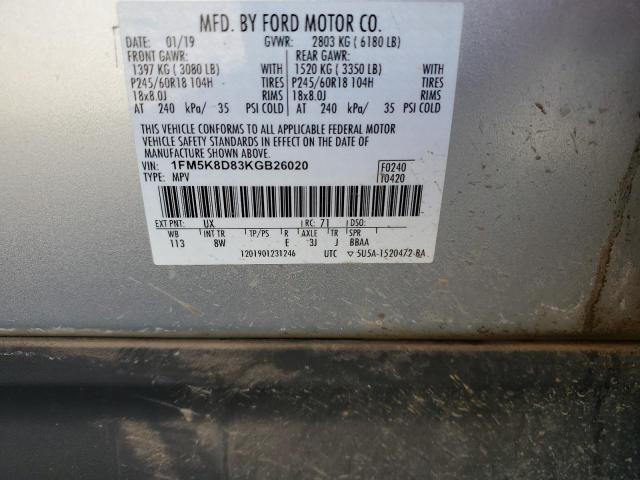 MFD. BY FORD MOTOR CO.
DATE: 01/19 GVWR: 2803 KG ( 6180 LB)
FRONT GAWR: REAR GAWR:
1397 KG ( 3080 LB) WITH 1520 KG ( 3350 LB) WITH
P245/60R18 104H TIRES P245/60R18 104H TIRES
18x8.0J RIMS 18x8.0J RIMS
AT 240 kPa/ 35 PSI COLD AT 240 kPa/ 35 PSI COLD
THIS VEHICLE CONFORMS TO ALL APPLICABLE FEDERAL MOTOR
VEHICLE SAFETY STANDARDS IN EFFECT ON THE DATE OF
MANUFACTURE SHOWN ABOVE.
VIN: 1FM5K8D83KGB26020 F0240
TYPE: MPV T0420
EXT PNT: UX RC: 71 DSO:
WB INT TR TP/PS R AXLE TR SPR
113 8W E 3J J BBAA
1201901231246 UTC ▽ 5U5A-1520472-BA